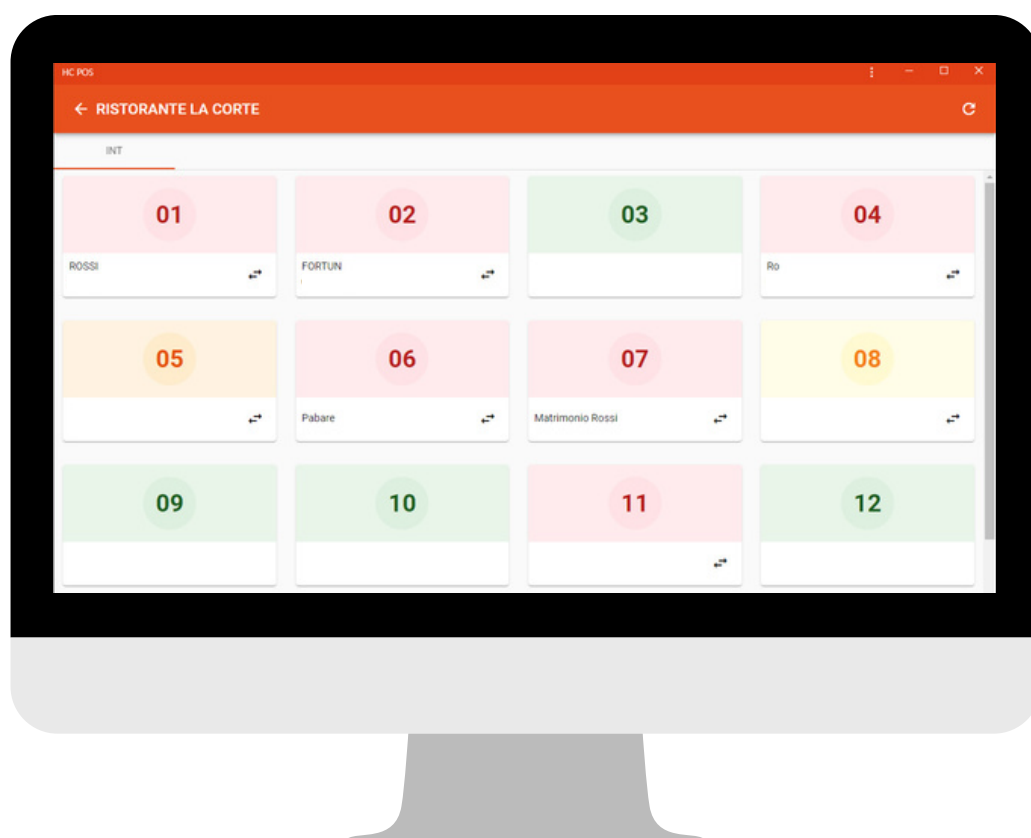 HC POS
RISTORANTE LA CORTE
INT
01
02
03
04
ROSSI
FORTUN
Ro
05
06
07
08
Pabare
Matrimonio Rossi
09
10
11
12